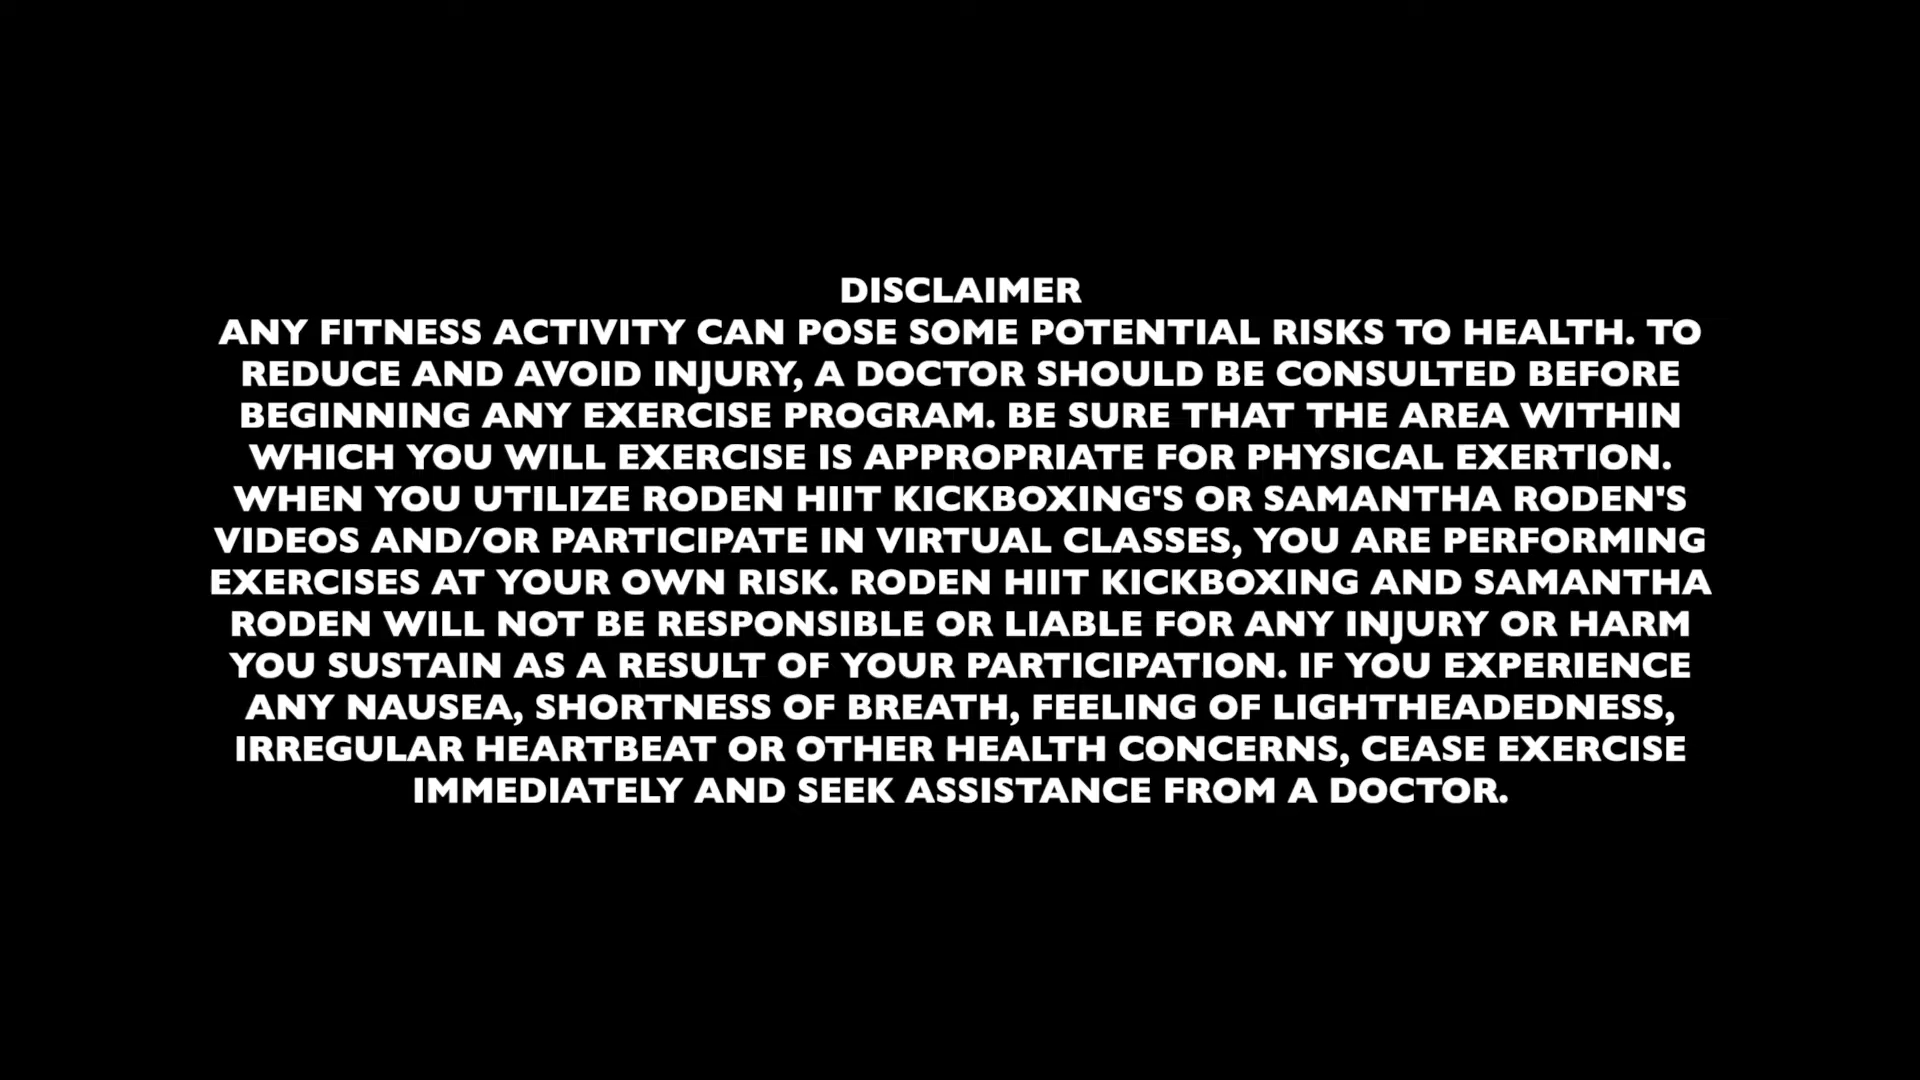 DISCLAIMER
ANY FITNESS ACTIVITY CAN POSE SOME POTENTIAL RISKS TO HEALTH. TO
REDUCE AND AVOID INJURY, A DOCTOR SHOULD BE CONSULTED BEFORE
BEGINNING ANY EXERCISE PROGRAM. BE SURE THAT THE AREA WITHIN
WHICH YOU WILL EXERCISE IS APPROPRIATE FOR PHYSICAL EXERTION.
WHEN YOU UTILIZE RODEN HIIT KICKBOXING'S OR SAMANTHA RODEN'S
VIDEOS AND/OR PARTICIPATE IN VIRTUAL CLASSES, YOU ARE PERFORMING
EXERCISES AT YOUR OWN RISK. RODEN HIIT KICKBOXING AND SAMANTHA
RODEN WILL NOT BE RESPONSIBLE OR LIABLE FOR ANY INJURY OR HARM
YOU SUSTAIN AS A RESULT OF YOUR PARTICIPATION. IF YOU EXPERIENCE
ANY NAUSEA, SHORTNESS OF BREATH, FEELING OF LIGHTHEADEDNESS,
IRREGULAR HEARTBEAT OR OTHER HEALTH CONCERNS, CEASE EXERCISE
IMMEDIATELY AND SEEK ASSISTANCE FROM A DOCTOR.